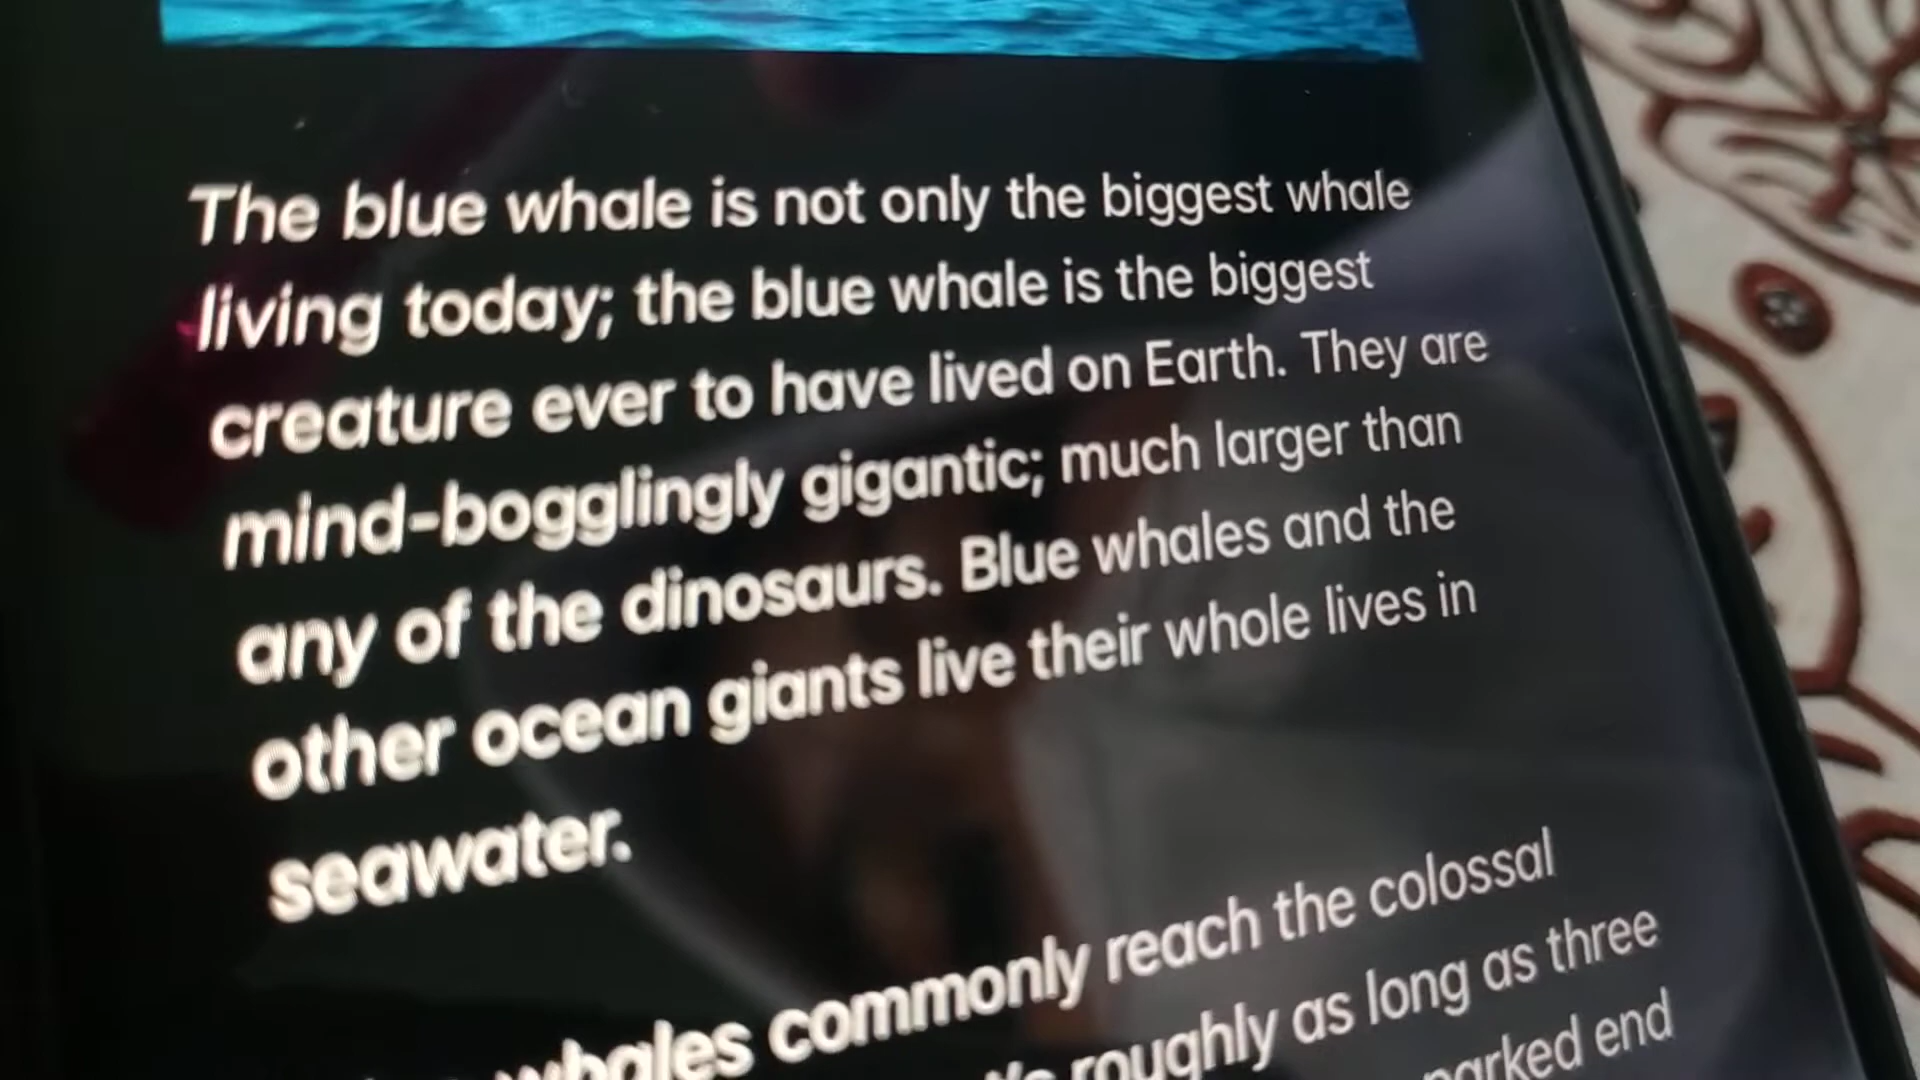 The blue whale is not only the biggest whale
living today; the blue whale is the biggest
creature ever to have lived on Earth. They are
mind-bogglingly gigantic; much larger than
any of the dinosaurs. Blue whales and the
other ocean giants live their whole lives in
seawater.
whales commonly reach the colossal
roughly as long as three
parked end